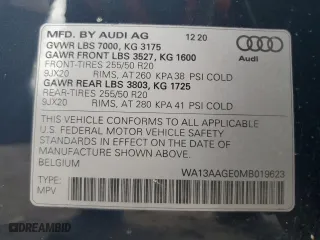 MFD. BY AUDI AG 12 20
GVWR LBS 7000, KG 3175
GAWR FRONT LBS 3527, KG 1600
FRONT-TIRES 255/50 R20
9JX20 RIMS, AT 260 KPA 38 PSI COLD
GAWR REAR LBS 3803, KG 1725
REAR-TIRES 255/50 R20
9JX20 RIMS, AT 280 KPA 41 PSI COLD
Audi
THIS VEHICLE CONFORMS TO ALL APPLICABLE
U.S. FEDERAL MOTOR VEHICLE SAFETY STANDARDS
IN EFFECT ON THE DATE OF MANUFACTURE
SHOWN ABOVE.
BELGIUM
WA13AAGE0MB019623
TYPE:
MPV
© DREAMBID AUTO